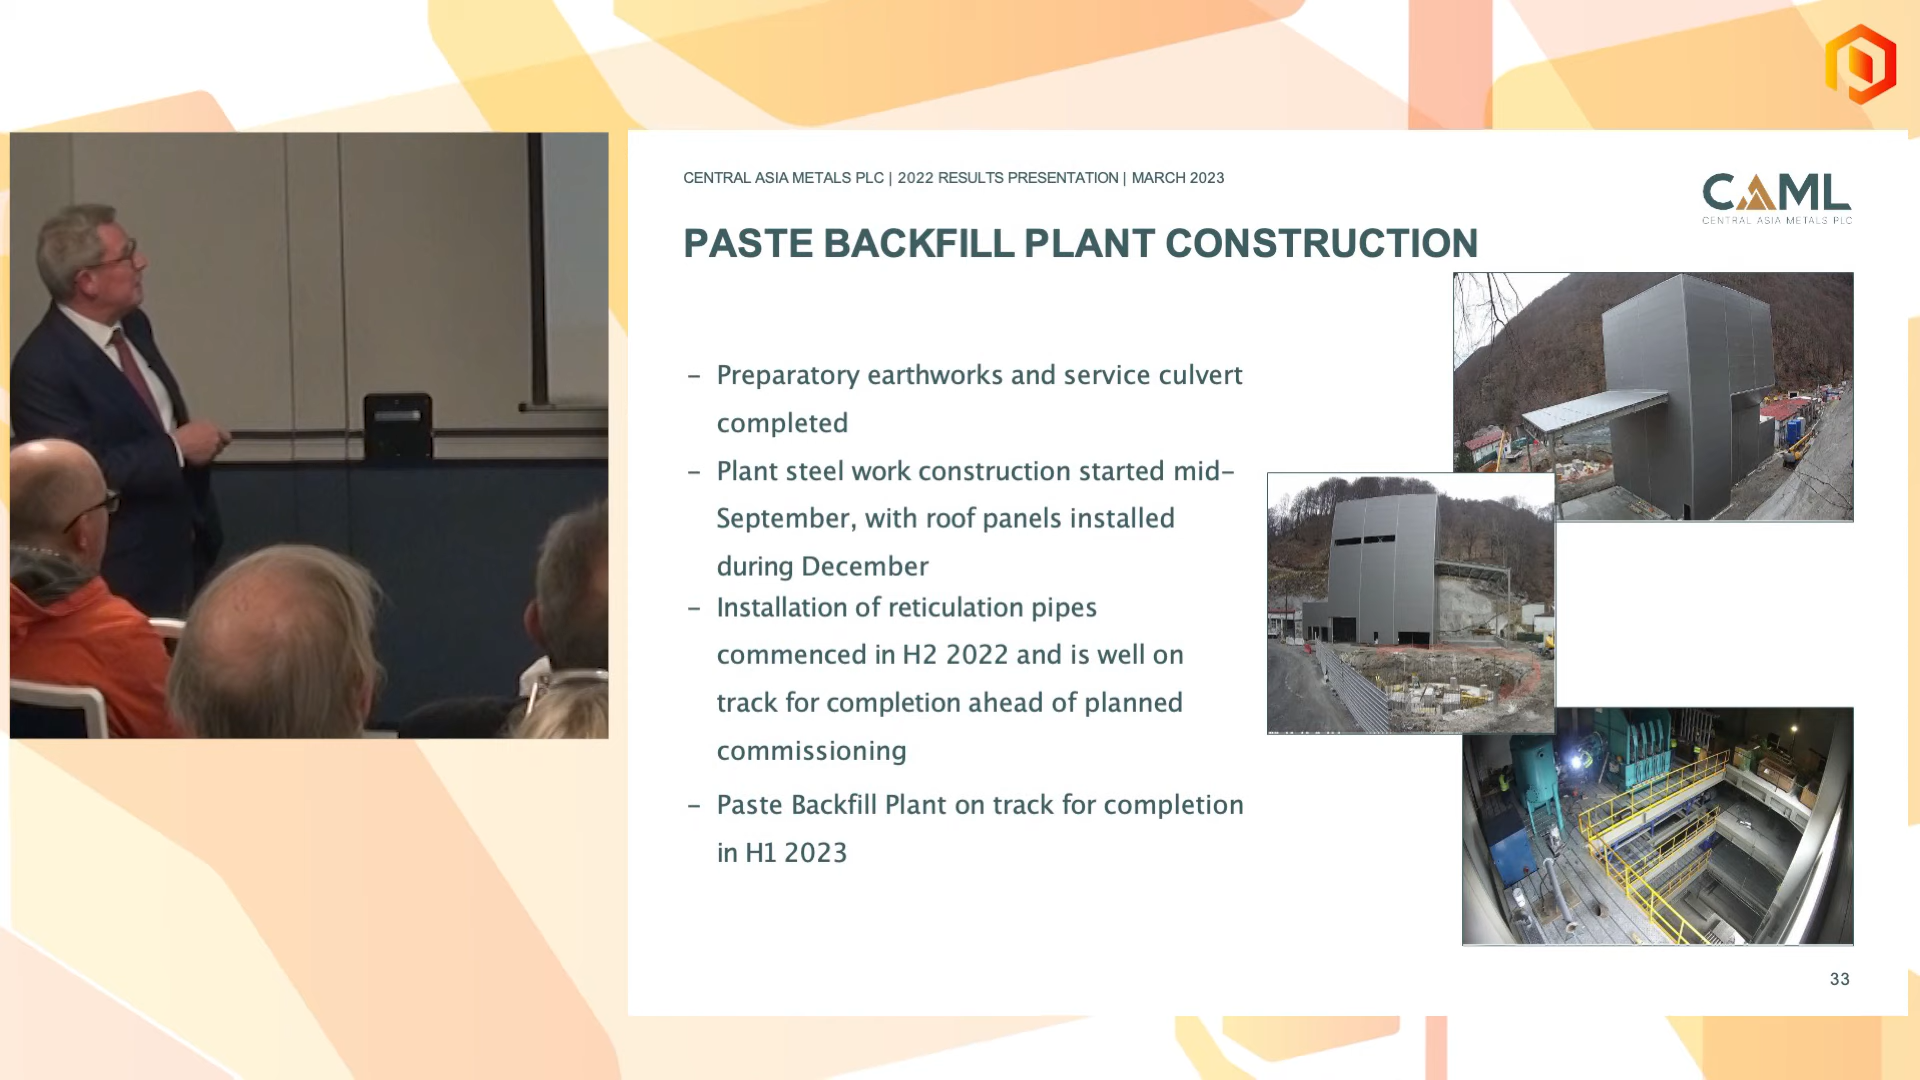 CENTRAL ASIA METALS PLC | 2022 RESULTS PRESENTATION | MARCH 2023
CAML
CENTRAL ASIA METALS PLC
PASTE BACKFILL PLANT CONSTRUCTION
– Preparatory earthworks and service culvert
completed
– Plant steel work construction started mid–
September, with roof panels installed
during December
– Installation of reticulation pipes
commenced in H2 2022 and is well on
track for completion ahead of planned
commissioning
– Paste Backfill Plant on track for completion
in H1 2023
33